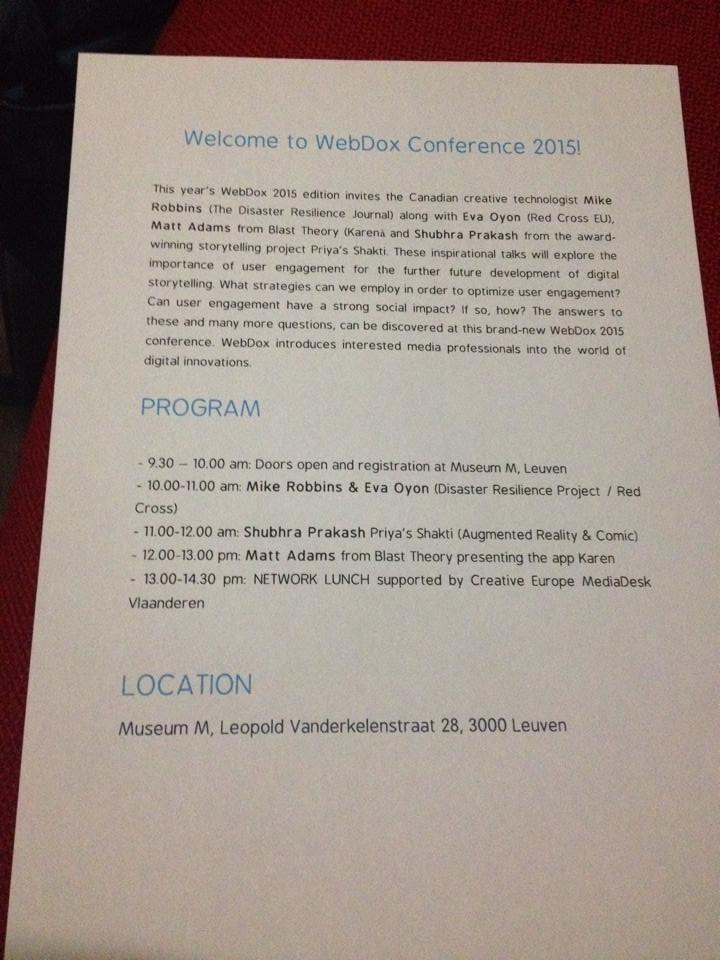 Welcome to WebDox Conference 2015!
This year's WebDox 2015 edition invites the Canadian creative technologist Mike
Robbins (The Disaster Resilience Journal) along with Eva Oyon (Red Cross EU),
Matt Adams from Blast Theory (Karen) and Shubhra Prakash from the award-
winning storytelling project Priya's Shakti. These inspirational talks will explore the
importance of user engagement for the further future development of digital
storytelling. What strategies can we employ in order to optimize user engagement?
Can user engagement have a strong social impact? If so, how? The answers to
these and many more questions, can be discovered at this brand-new WebDox 2015
conference. WebDox introduces interested media professionals into the world of
digital innovations.
PROGRAM
- 9.30 – 10.00 am: Doors open and registration at Museum M, Leuven
- 10.00-11.00 am: Mike Robbins & Eva Oyon (Disaster Resilience Project / Red
Cross)
- 11.00-12.00 am: Shubhra Prakash Priya's Shakti (Augmented Reality & Comic)
- 12.00-13.00 pm: Matt Adams from Blast Theory presenting the app Karen
- 13.00-14.30 pm: NETWORK LUNCH supported by Creative Europe MediaDesk
Vlaanderen
LOCATION
Museum M, Leopold Vanderkelenstraat 28, 3000 Leuven